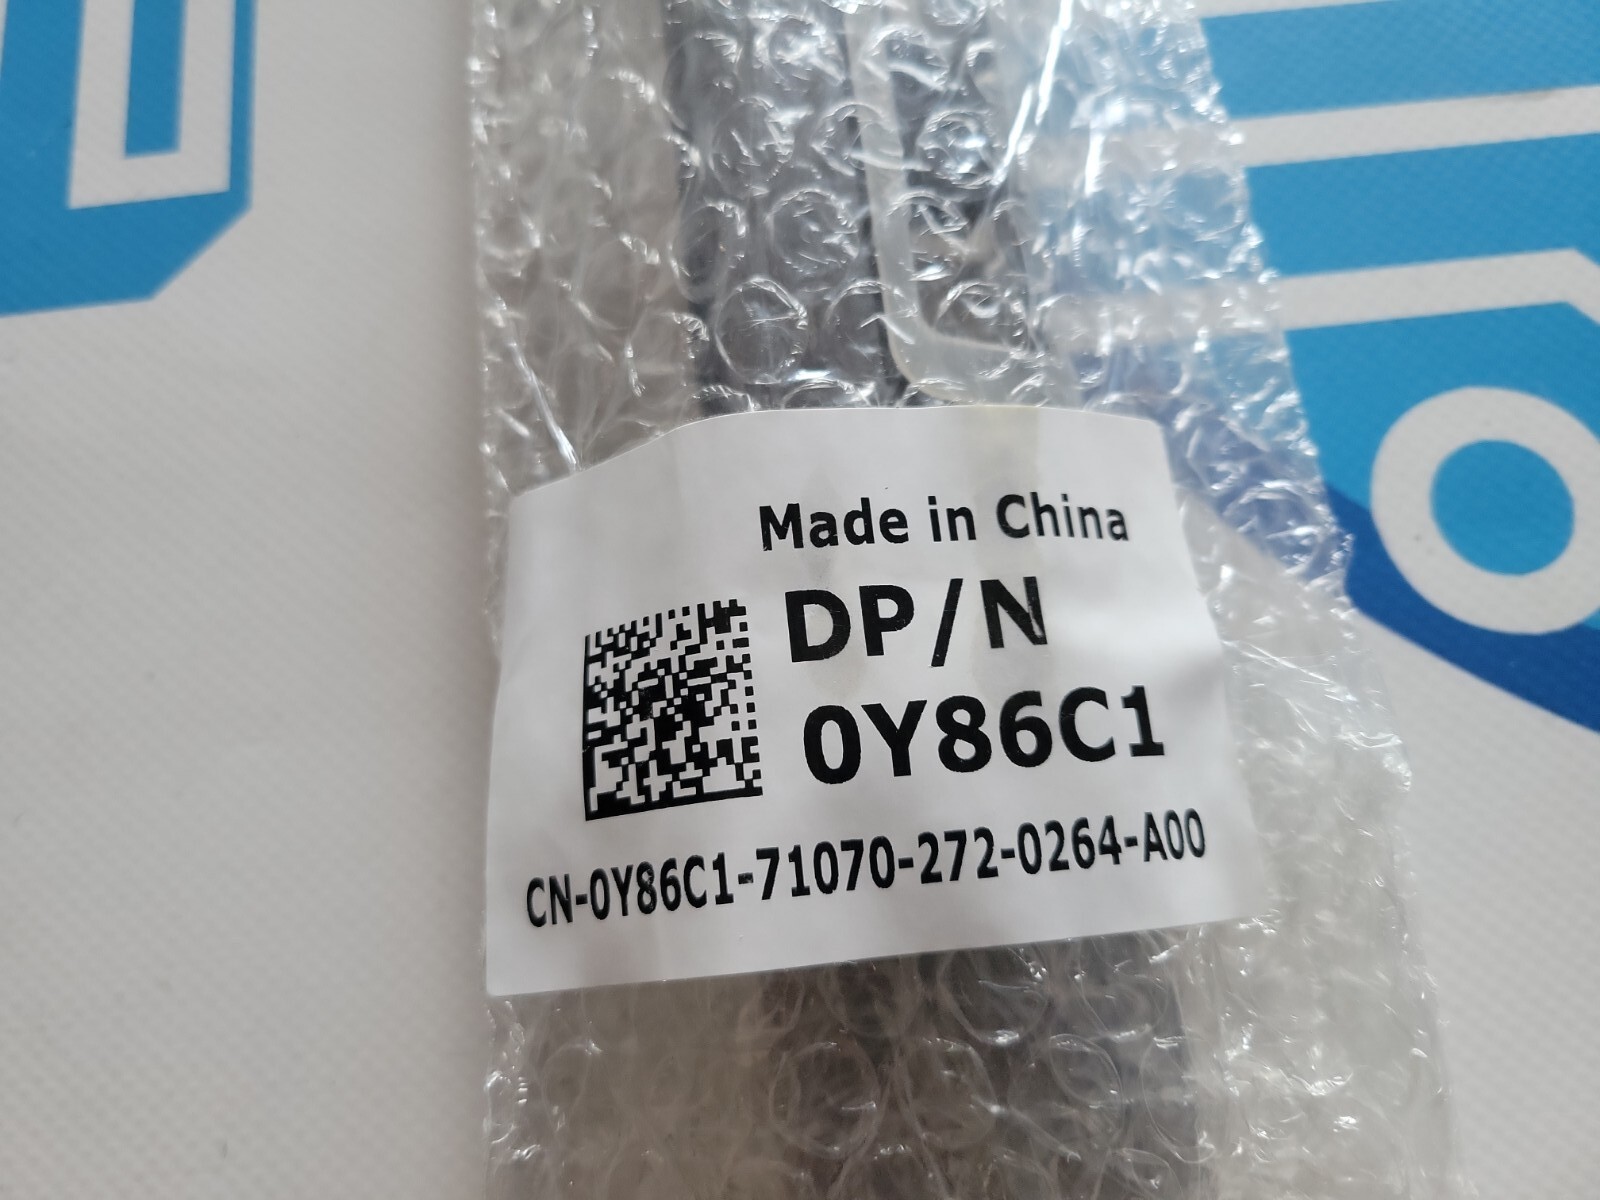 Made in China
DP/N
0Y86C1
CN-0Y86C1-71070-272-0264-A00